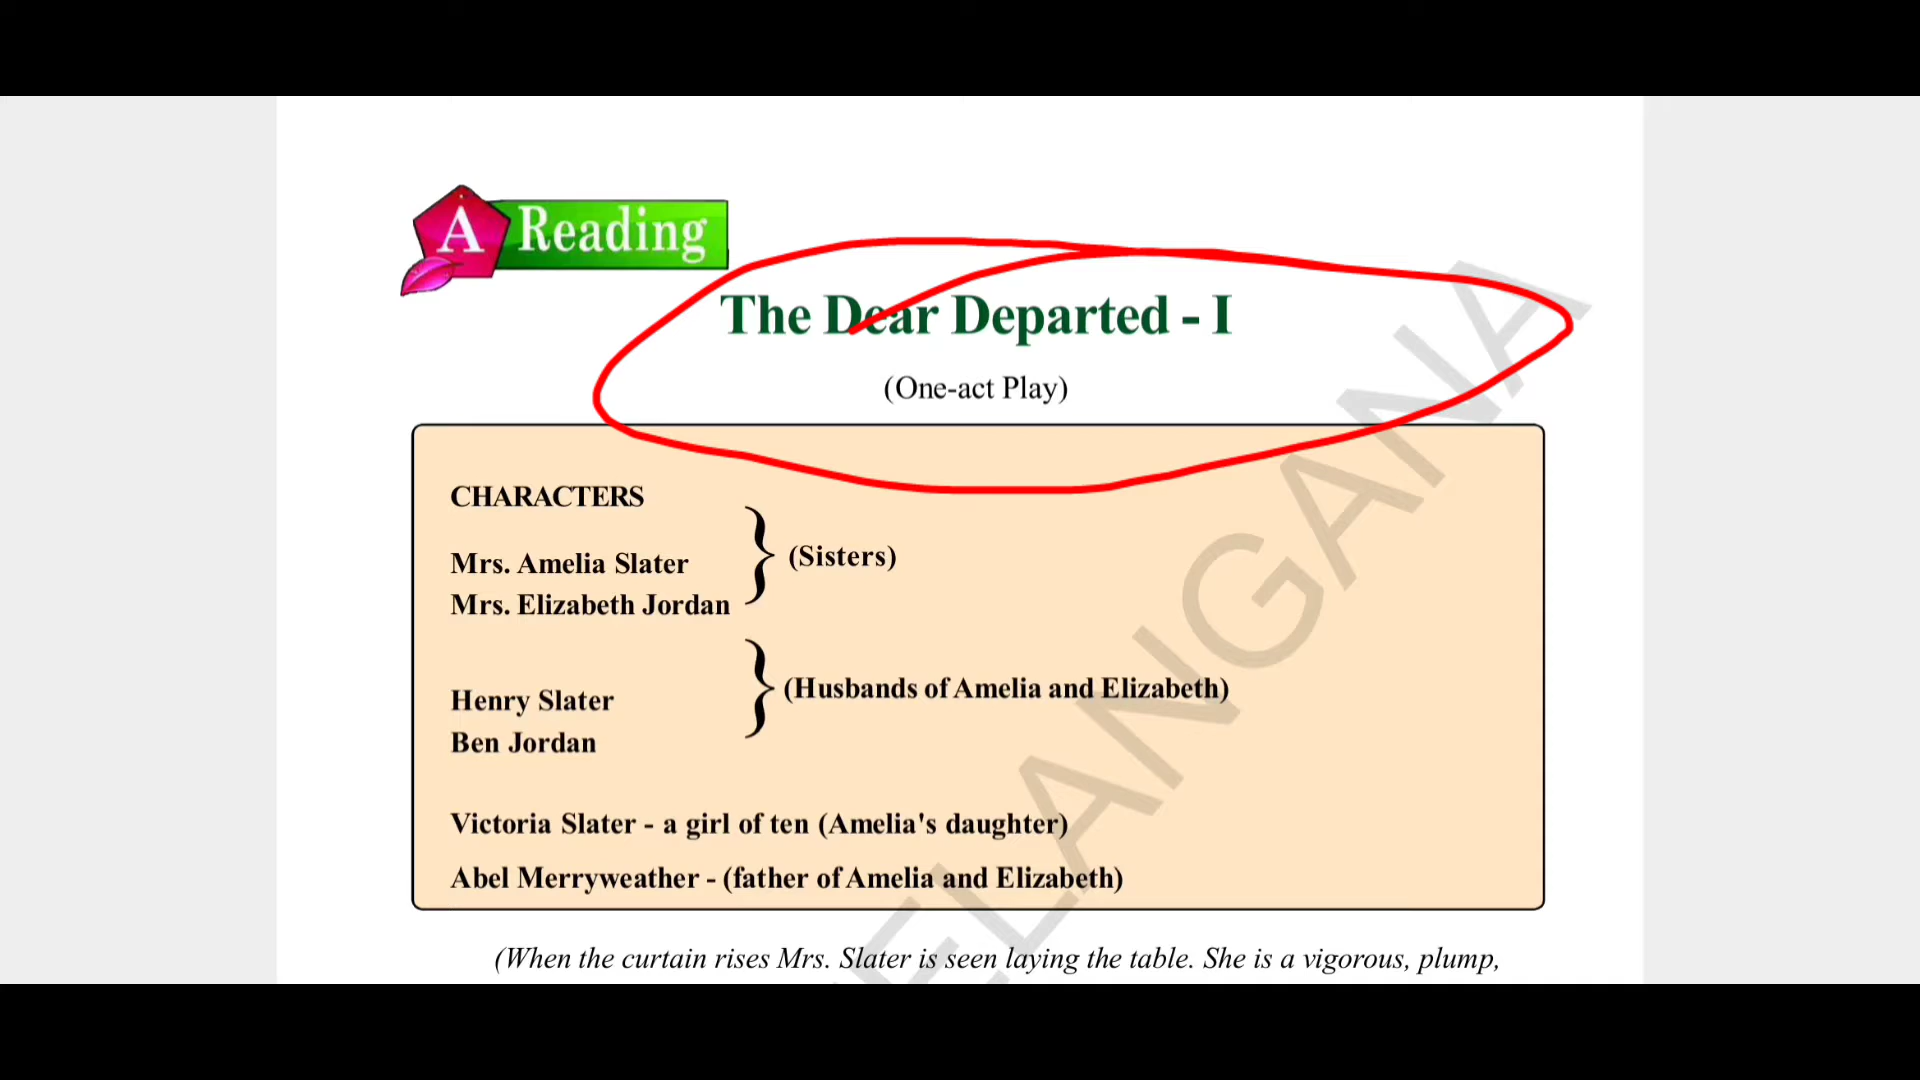 A Reading
The Dear Departed - I
(One-act Play)
CHARACTERS
Mrs. Amelia Slater
(Sisters)
Mrs. Elizabeth Jordan
Henry Slater
(Husbands of Amelia and Elizabeth)
Ben Jordan
Victoria Slater - a girl of ten (Amelia's daughter)
Abel Merryweather - (father of Amelia and Elizabeth)
(When the curtain rises Mrs. Slater is seen laying the table. She is a vigorous, plump,